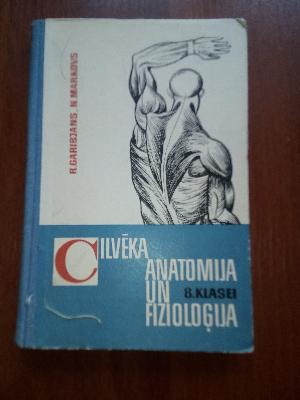 R.GARIBJANS, N.MARKOVS
CILVĒKA
ANATOMIJA
UN 8.KLASEI
FIZIOLOĢIJA